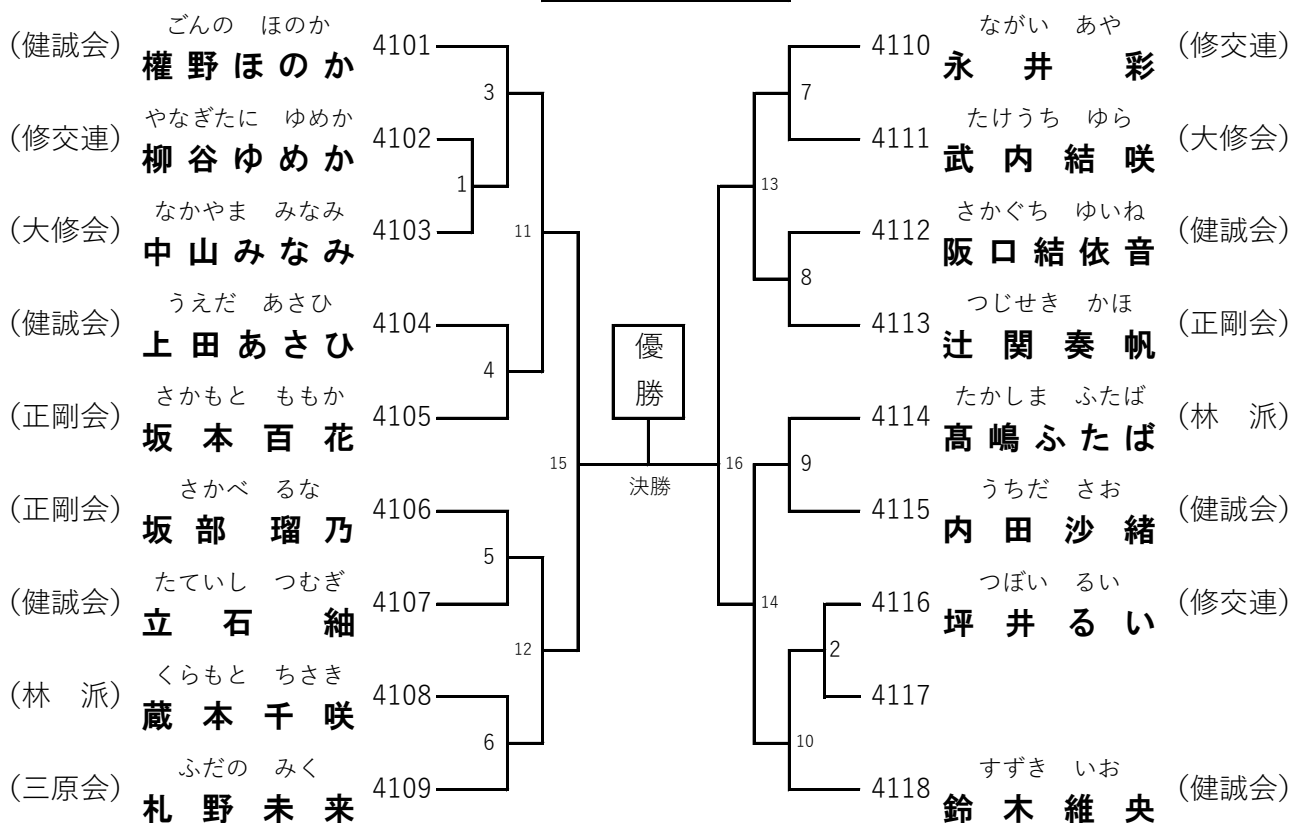 ごんの ほのか
(健誠会) 權野ほのか 4101
やなぎたに ゆめか
(修交連) 柳谷ゆめか 4102
なかやま みなみ
(大修会) 中山みなみ 4103
うえだ あさひ
(健誠会) 上田あさひ 4104
さかもと ももか
(正剛会) 坂本百花 4105
さかべ るな
(正剛会) 坂部 瑠乃 4106
たていし つむぎ
(健誠会) 立石 紬 4107
くらもと ちさき
(林 派) 蔵本千咲 4108
ふだの みく
(三原会) 札野未来 4109
3
1
11
4
15
5
12
6
優
勝
決勝
7
13
8
16
9
14
2
10
ながい あや
4110 永井 彩 (修交連)
たけうち ゆら
4111 武内結咲 (大修会)
さかぐち ゆいね
4112 阪口結依音 (健誠会)
つじせき かほ
4113 辻関奏帆 (正剛会)
たかしま ふたば
4114 髙嶋ふたば (林 派)
うちだ さお
4115 内田沙緒 (健誠会)
つぼい るい
4116 坪井るい (修交連)
4117
すずき いお
4118 鈴木維央 (健誠会)